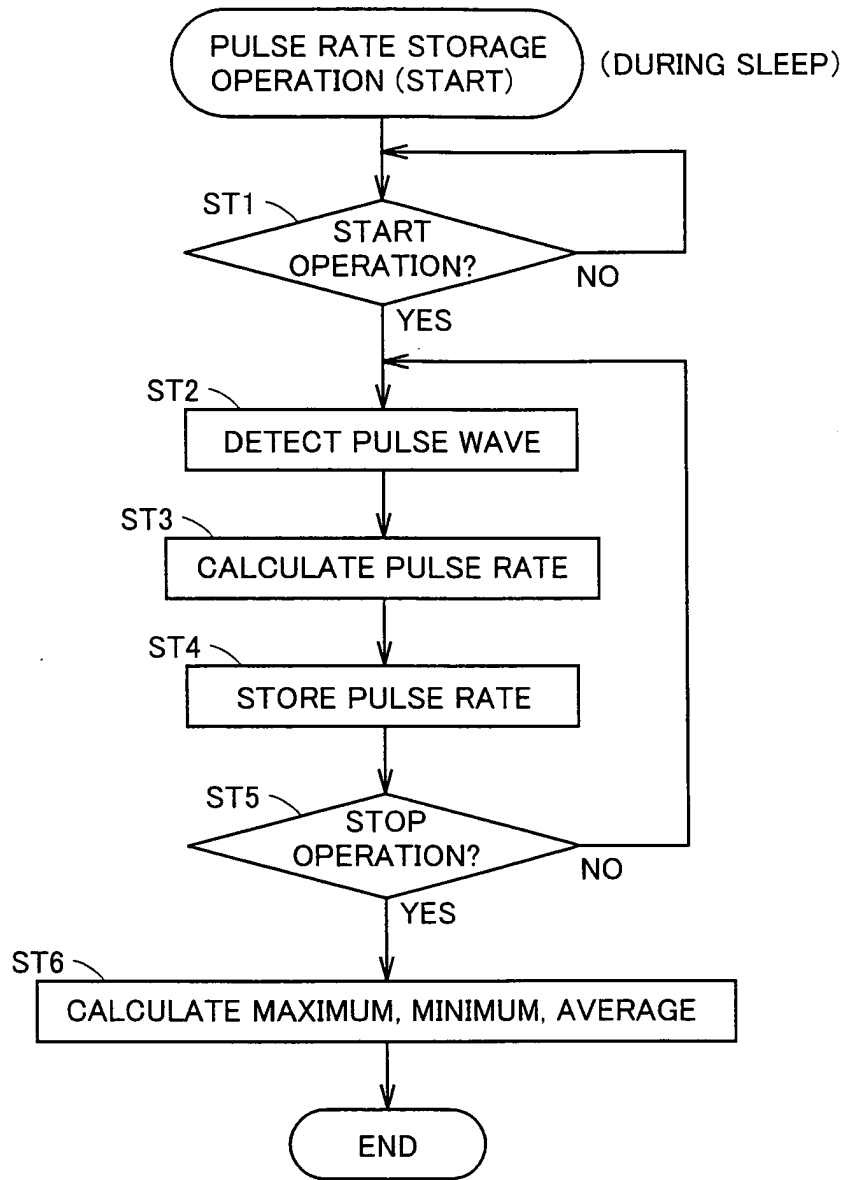 PULSE RATE STORAGE
OPERATION (START)
(DURING SLEEP)
ST1
START
OPERATION?
NO
YES
ST2
DETECT PULSE WAVE
ST3
CALCULATE PULSE RATE
ST4
STORE PULSE RATE
ST5
STOP
OPERATION?
NO
YES
ST6
CALCULATE MAXIMUM, MINIMUM, AVERAGE
END